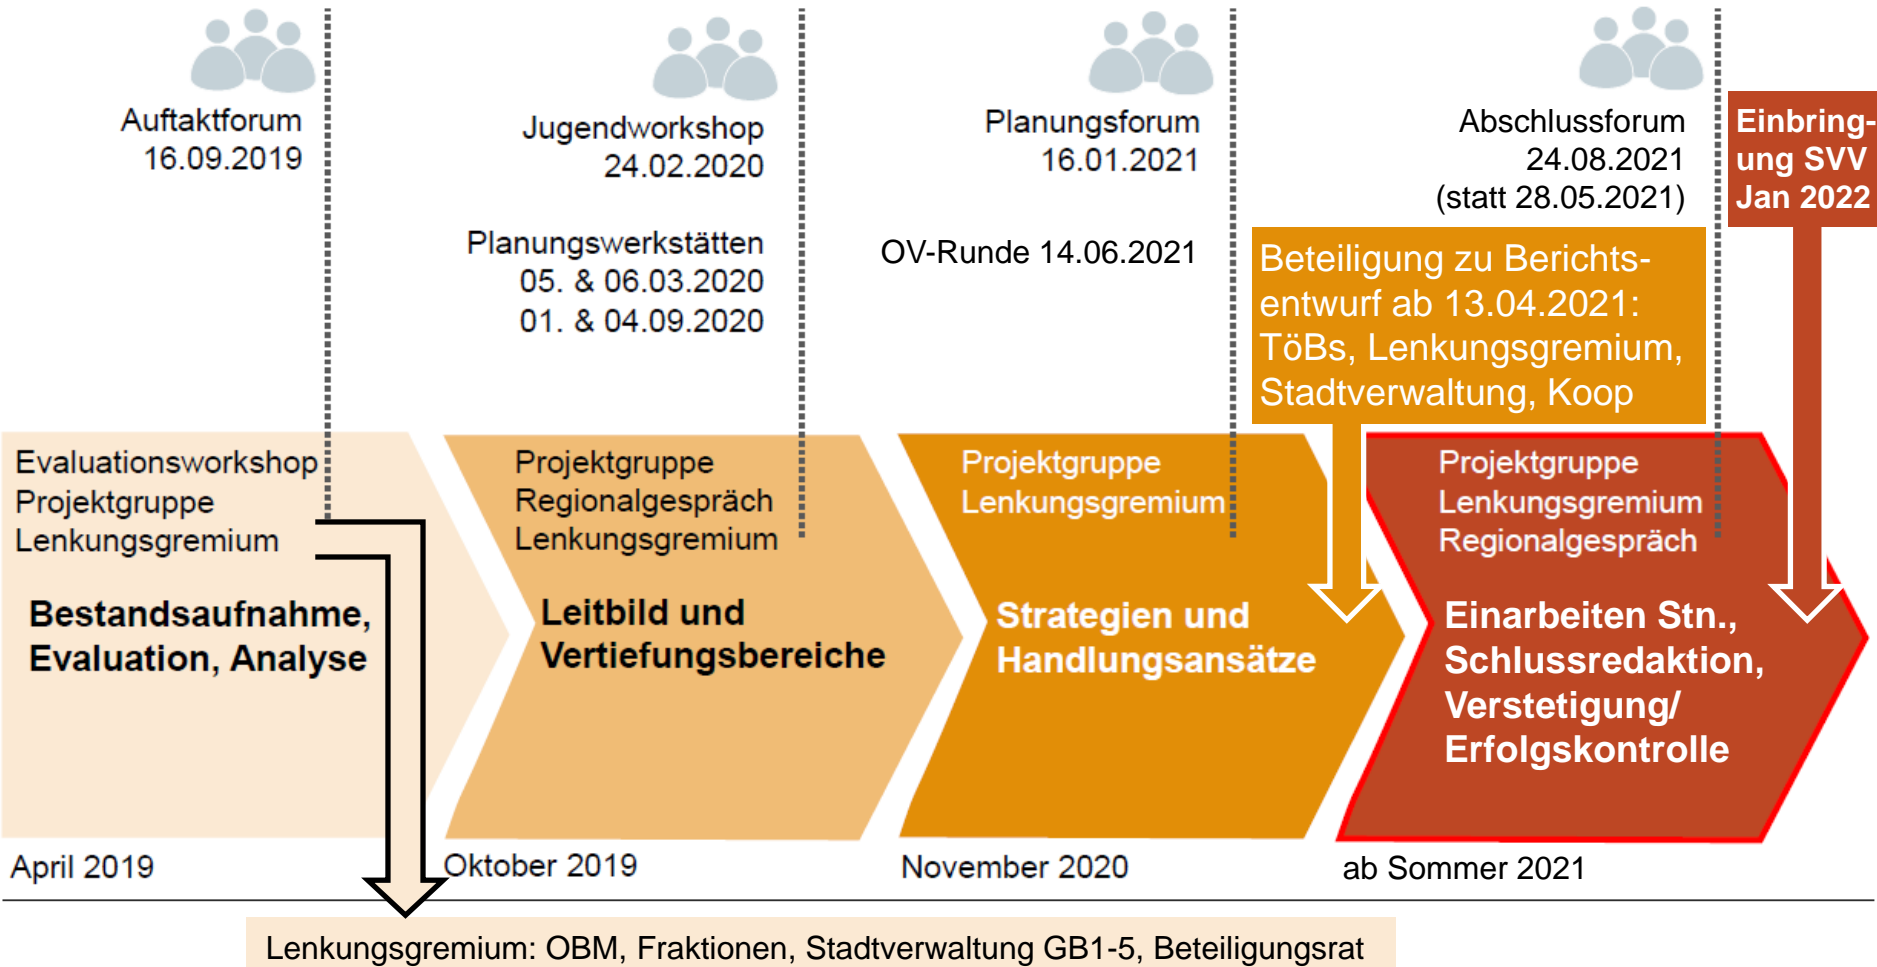 Auftaktforum
16.09.2019
Jugendworkshop
24.02.2020
Planungswerkstätten
05. & 06.03.2020
01. & 04.09.2020
Planungsforum
16.01.2021
OV-Runde 14.06.2021
Abschlussforum
24.08.2021
(statt 28.05.2021)
Einbring-
ung SVV
Jan 2022
Beteiligung zu Berichts-
entwurf ab 13.04.2021:
TöBs, Lenkungsgremium,
Stadtverwaltung, Koop
Evaluationsworkshop
Projektgruppe
Lenkungsgremium
Bestandsaufnahme,
Evaluation, Analyse
Projektgruppe
Regionalgespräch
Lenkungsgremium
Leitbild und
Vertiefungsbereiche
Projektgruppe
Lenkungsgremium
Strategien und
Handlungsansätze
Projektgruppe
Lenkungsgremium
Regionalgespräch
Einarbeiten Stn.,
Schlussredaktion,
Verstetigung/
Erfolgskontrolle
April 2019
Oktober 2019
November 2020
ab Sommer 2021
Lenkungsgremium: OBM, Fraktionen, Stadtverwaltung GB1-5, Beteiligungsrat